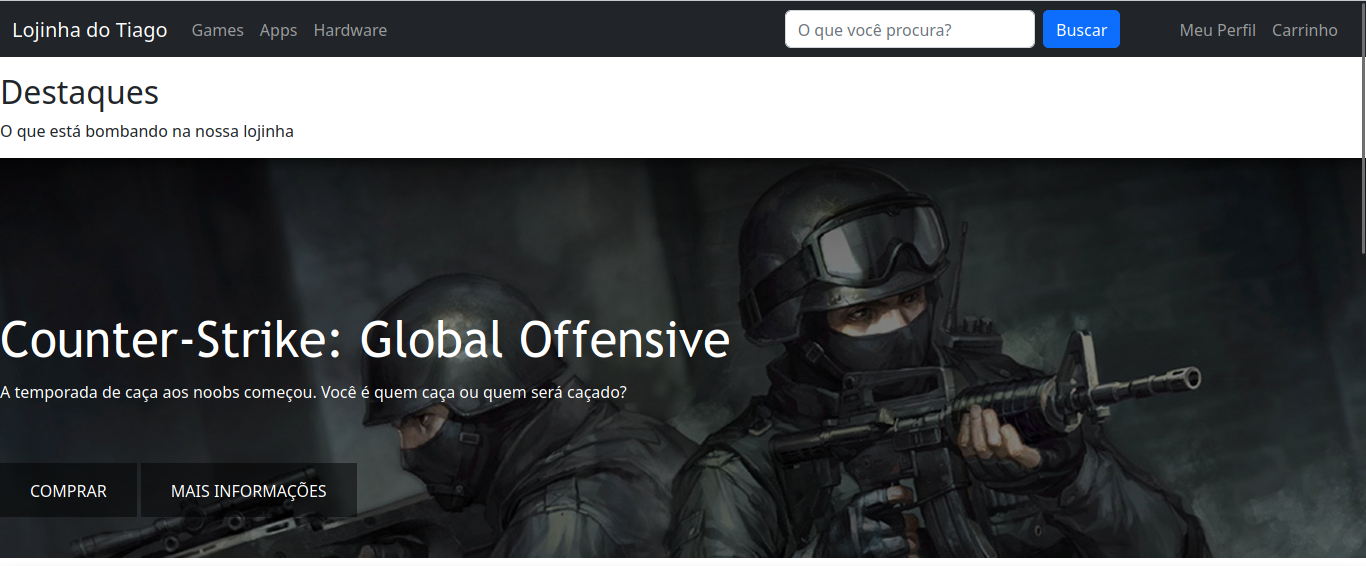 Lojinha do Tiago Games Apps Hardware O que você procura? Buscar Meu Perfil Carrinho
Destaques
O que está bombando na nossa lojinha
Counter-Strike: Global Offensive
A temporada de caça aos noobs começou. Você é quem caça ou quem será caçado?
COMPRAR MAIS INFORMAÇÕES